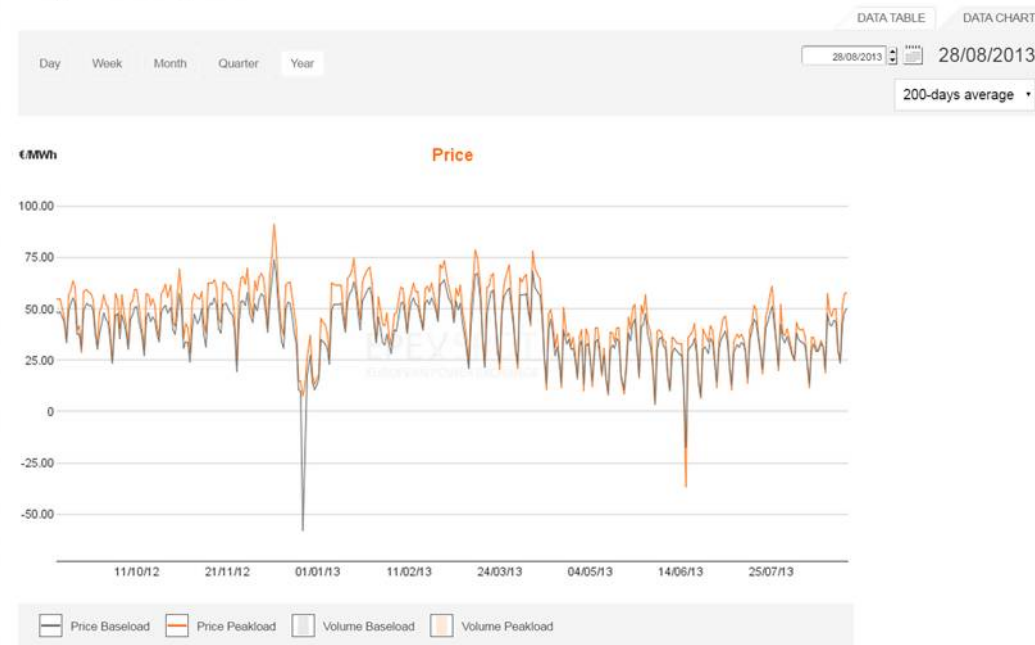 DATA TABLE DATA CHART
Day Week Month Quarter Year 28/08/2013 28/08/2013
200-days average
€/MWh Price
100.00
75.00
50.00
25.00
0
-25.00
-50.00
11/10/12 21/11/12 01/01/13 11/02/13 24/03/13 04/05/13 14/06/13 25/07/13
Price Baseload Price Peakload Volume Baseload Volume Peakload